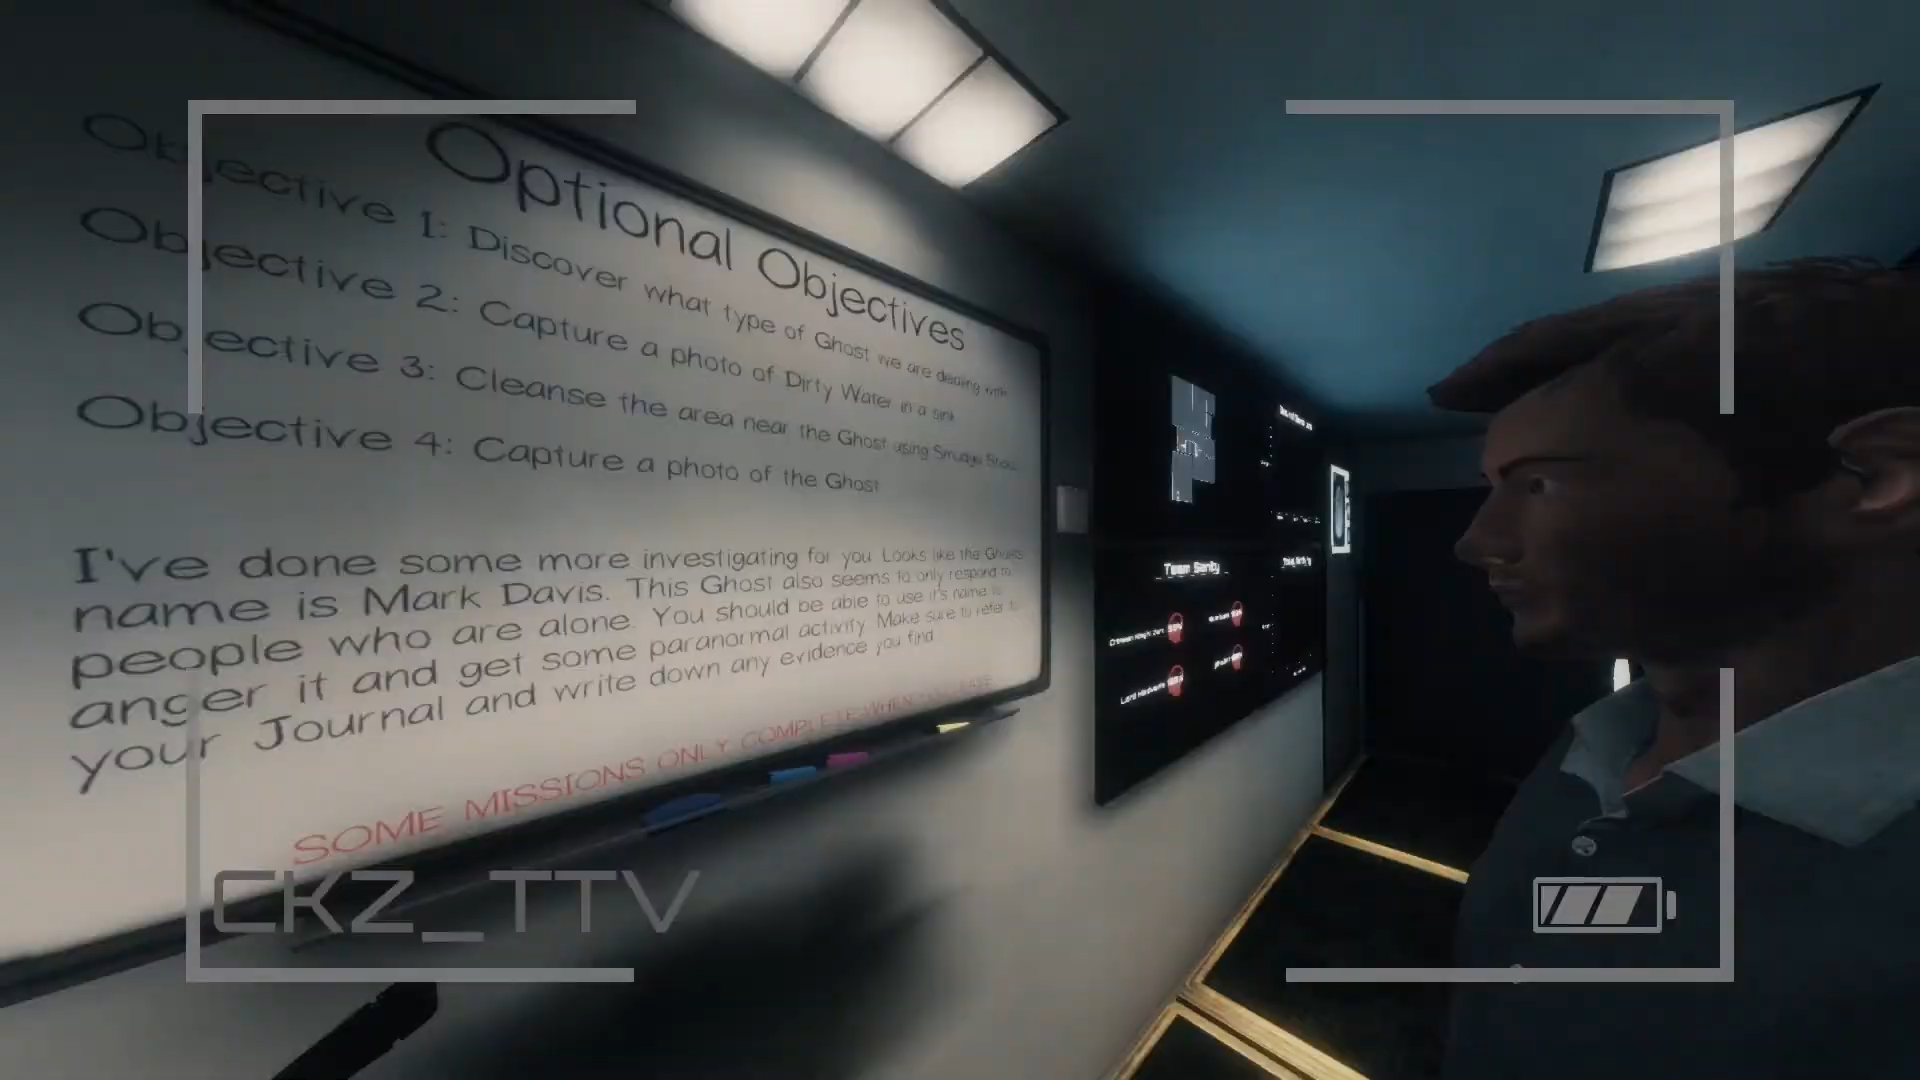 Optional Objectives
Objective 1: Discover what type of Ghost we are dealing with
Objective 2: Capture a photo of Dirty Water in a sink
Objective 3: Cleanse the area near the Ghost using Smudge
Objective 4: Capture a photo of the Ghost
I've done some more investigating for you. Looks like the Ghosts
name is Mark Davis. This Ghost also seems to only respond to
people who are alone. You should be able to use it's name to
anger it and get some paranormal activity. Make sure to refer to
your Journal and write down any evidence you find
SOME MISSIONS ONLY COMPLETE WHEN
Team Sanity
CKZ_TTV